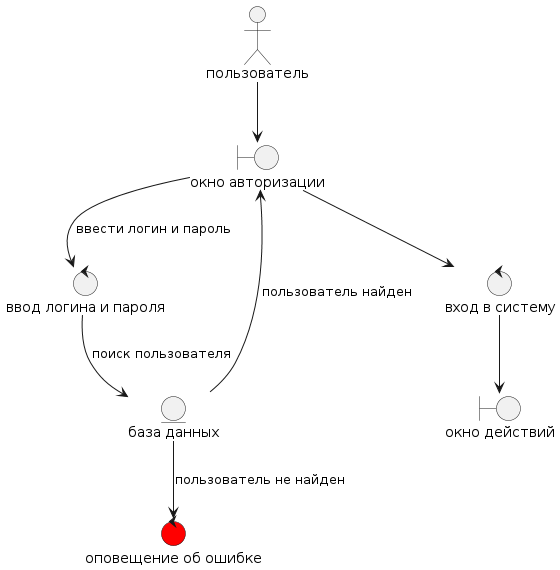 пользователь
окно авторизации
ввести логин и пароль
пользователь найден
ввод логина и пароля
вход в систему
поиск пользователя
база данных
окно действий
пользователь не найден
оповещение об ошибке